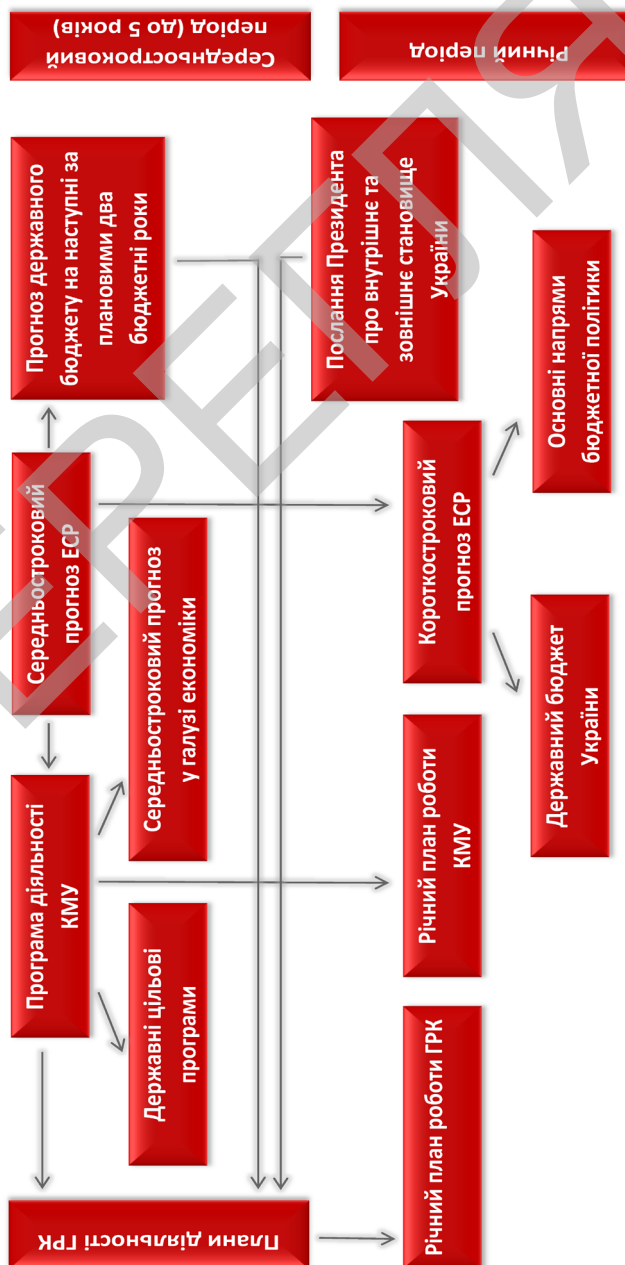 Плани діяльності ГРК
Програма діяльності
КМУ
Середньостроковий
прогноз ЕСР
Прогноз державного
бюджету на наступні за
плановими два
бюджетні роки
Середньостроковий
період (до 5 років)
Державні цільові
програми
Середньостроковий прогноз
у галузі економіки
Послання Президента
про внутрішнє та
зовнішнє становище
України
Річний період
Річний план роботи ГРК
Річний план роботи
КМУ
Короткостроковий
прогноз ЕСР
Державний бюджет
України
Основні напрями
бюджетної політики
ЕРЕГЛЯ